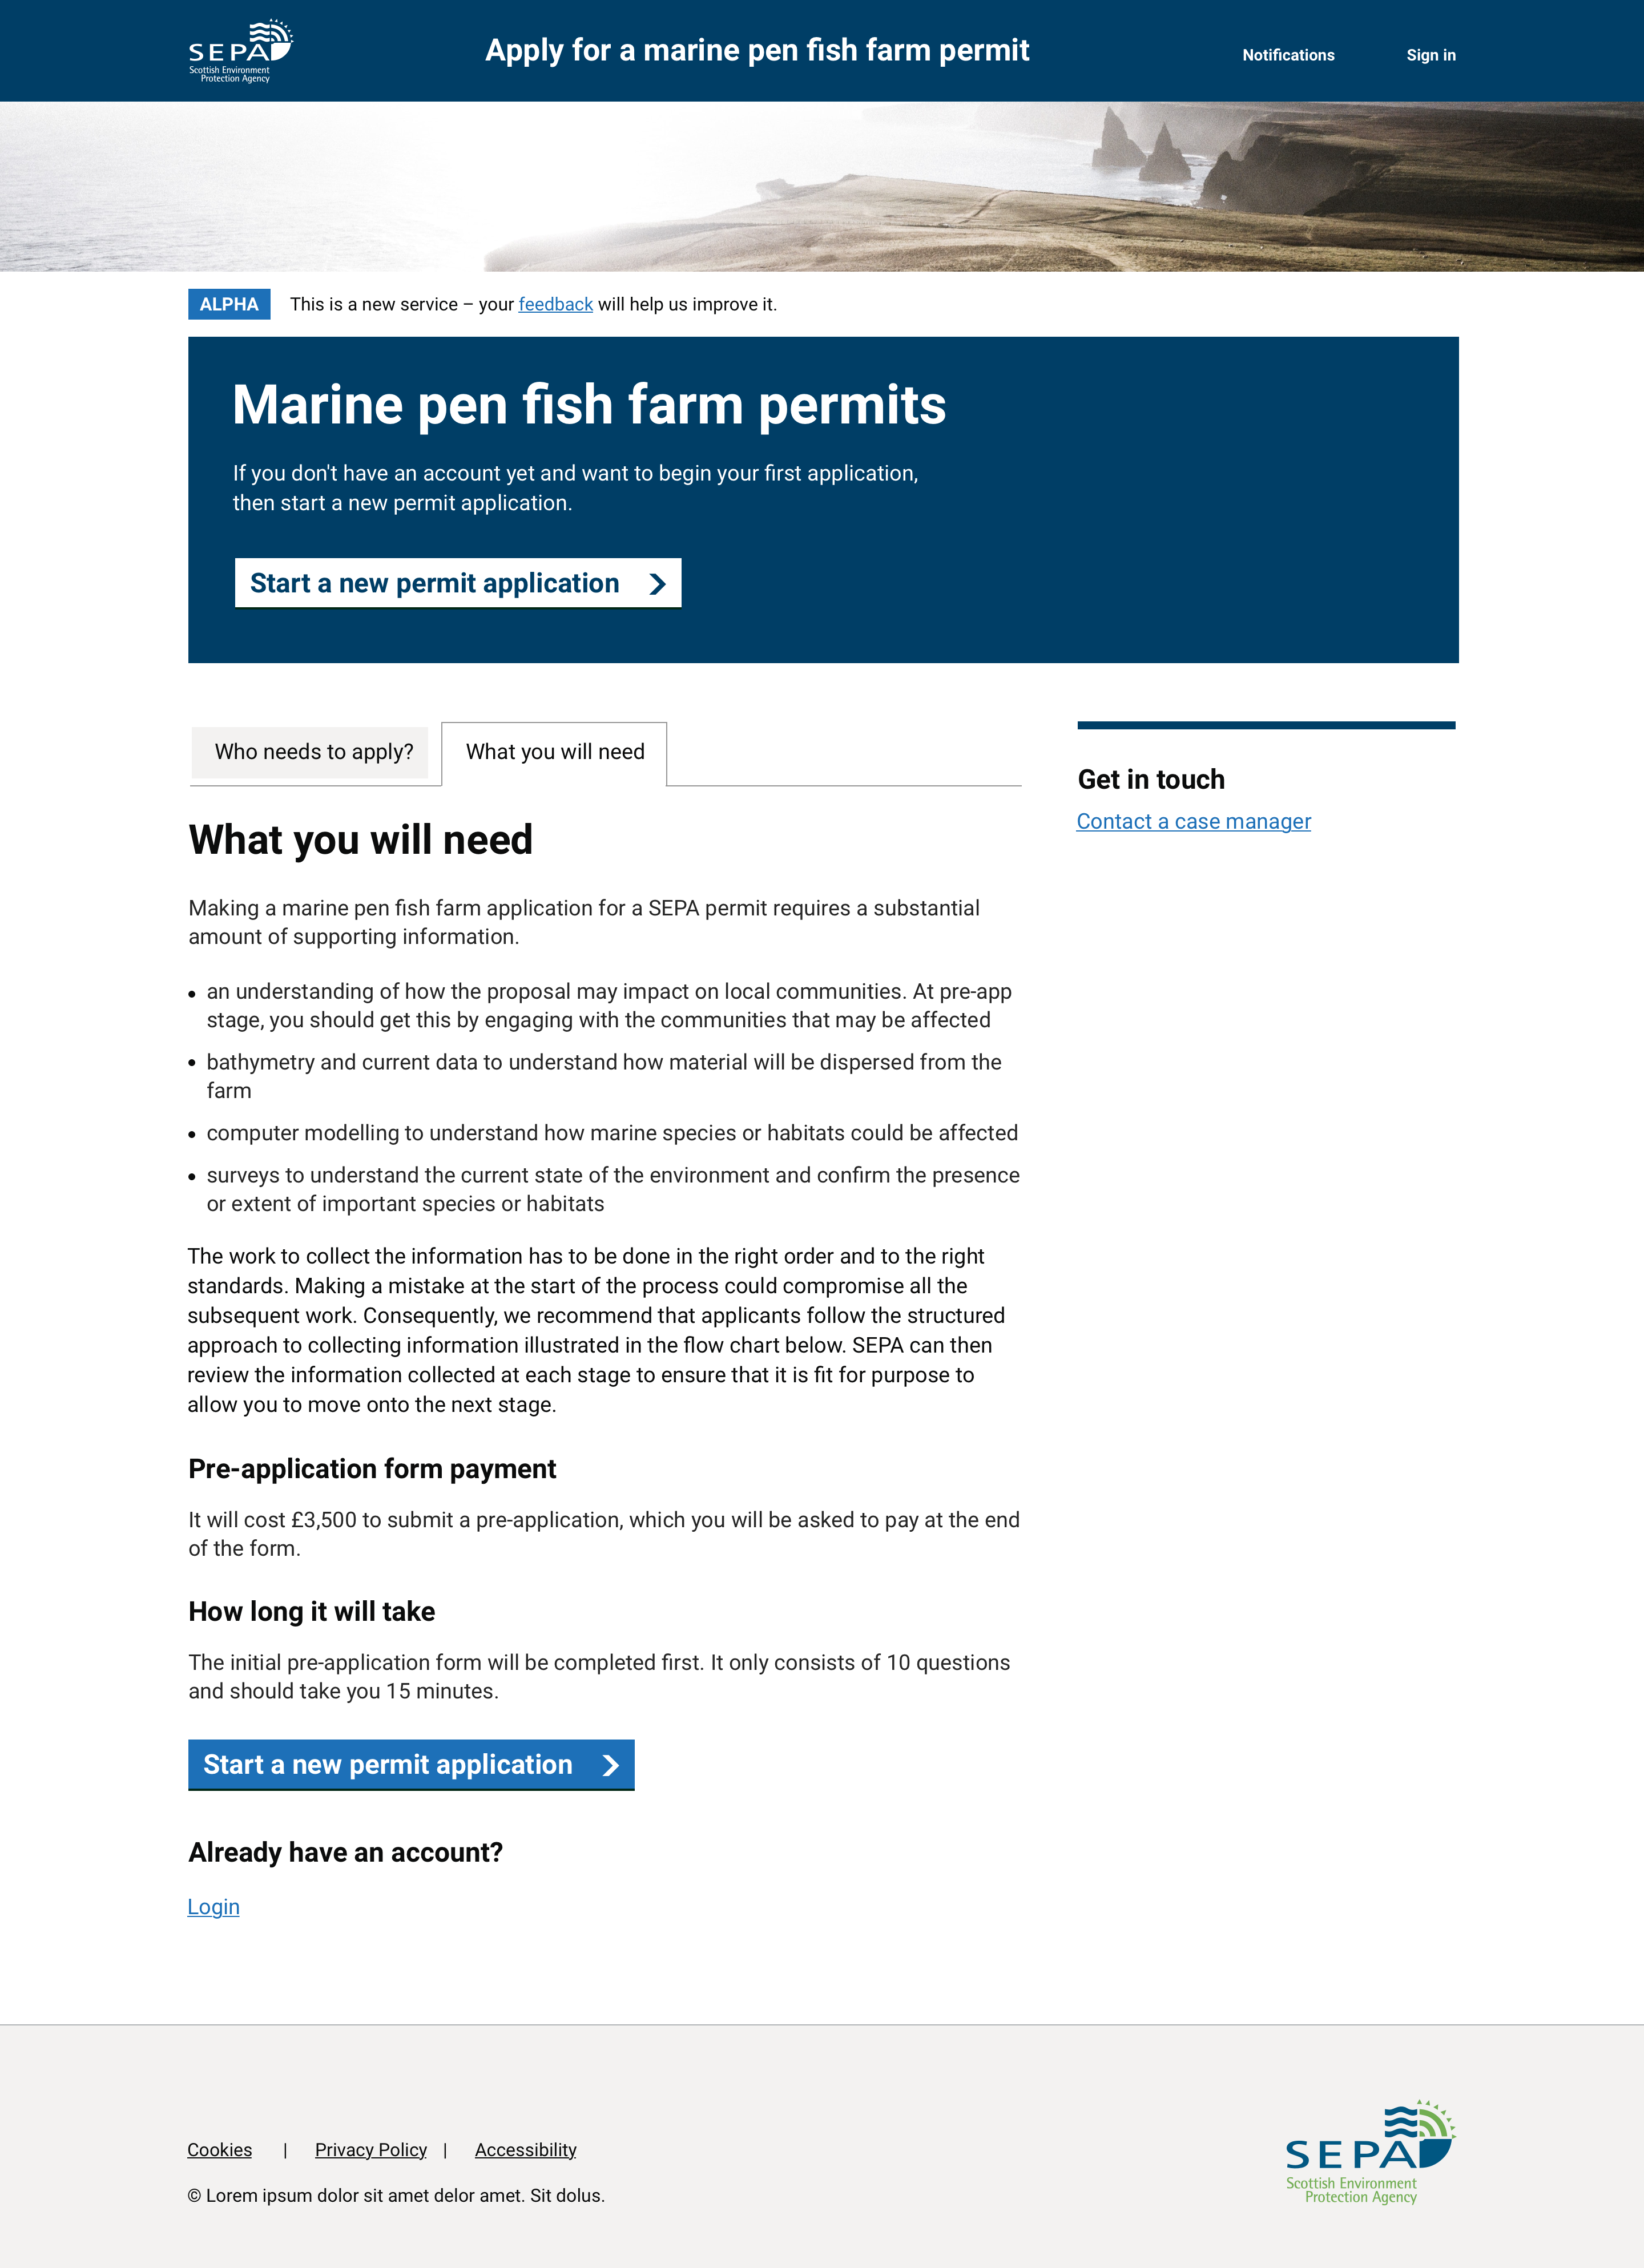 SEPA
Scottish Environment
Protection Agency
Apply for a marine pen fish farm permit
Notifications
Sign in
ALPHA
This is a new service – your feedback will help us improve it.
Marine pen fish farm permits
If you don't have an account yet and want to begin your first application,
then start a new permit application.
Start a new permit application
Who needs to apply?
What you will need
Get in touch
Contact a case manager
What you will need
Making a marine pen fish farm application for a SEPA permit requires a substantial
amount of supporting information.
• an understanding of how the proposal may impact on local communities. At pre-app
stage, you should get this by engaging with the communities that may be affected
• bathymetry and current data to understand how material will be dispersed from the
farm
• computer modelling to understand how marine species or habitats could be affected
• surveys to understand the current state of the environment and confirm the presence
or extent of important species or habitats
The work to collect the information has to be done in the right order and to the right
standards. Making a mistake at the start of the process could compromise all the
subsequent work. Consequently, we recommend that applicants follow the structured
approach to collecting information illustrated in the flow chart below. SEPA can then
review the information collected at each stage to ensure that it is fit for purpose to
allow you to move onto the next stage.
Pre-application form payment
It will cost £3,500 to submit a pre-application, which you will be asked to pay at the end
of the form.
How long it will take
The initial pre-application form will be completed first. It only consists of 10 questions
and should take you 15 minutes.
Start a new permit application
Already have an account?
Login
Cookies | Privacy Policy | Accessibility
© Lorem ipsum dolor sit amet delor amet. Sit dolus.
SEPA
Scottish Environment
Protection Agency